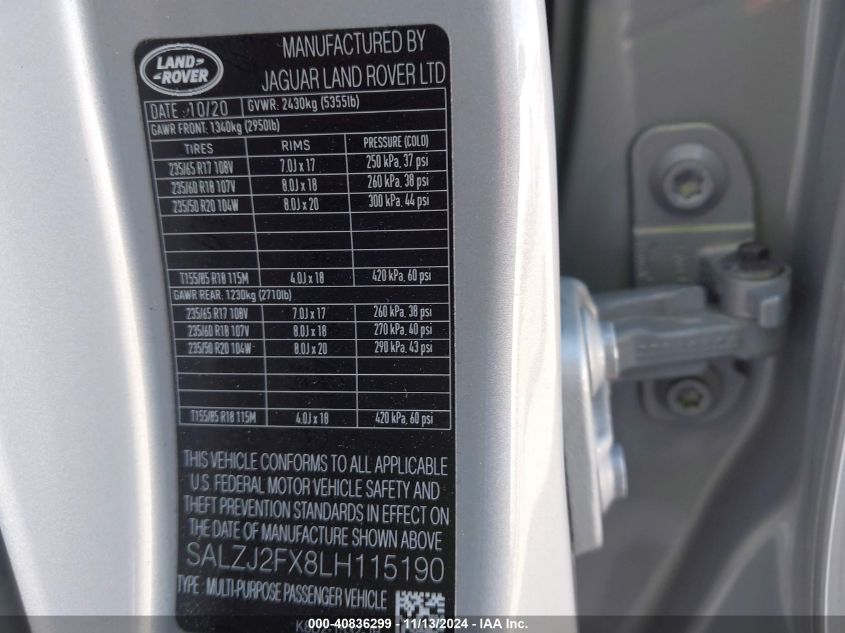 LAND-
-ROVER
MANUFACTURED BY
JAGUAR LAND ROVER LTD
DATE :10/20 GVWR: 2430kg (5355lb)
GAWR FRONT: 1340kg (2950lb)
TIRES RIMS PRESSURE (COLD)
235/65 R17 108V 7.0J x 17 250 kPa, 37 psi
235/60 R18 107V 8.0J x 18 260 kPa, 38 psi
235/50 R20 104W 8.0J x 20 300 kPa, 44 psi
T155/85 R18 115M 4.0J x 18 420 kPa, 60 psi
GAWR REAR: 1230kg (2710lb)
235/65 R17 108V 7.0J x 17 260 kPa, 38 psi
235/60 R18 107V 8.0J x 18 270 kPa, 40 psi
235/50 R20 104W 8.0J x 20 290 kPa, 43 psi
T155/85 R18 115M 4.0J x 18 420 kPa, 60 psi
THIS VEHICLE CONFORMS TO ALL APPLICABLE
U.S. FEDERAL MOTOR VEHICLE SAFETY AND
THEFT PREVENTION STANDARDS IN EFFECT ON
THE DATE OF MANUFACTURE SHOWN ABOVE
SALZJ2FX8LH115190
TYPE : MULTI-PURPOSE PASSENGER VEHICLE
000-40836299 - 11/13/2024 - IAA Inc.